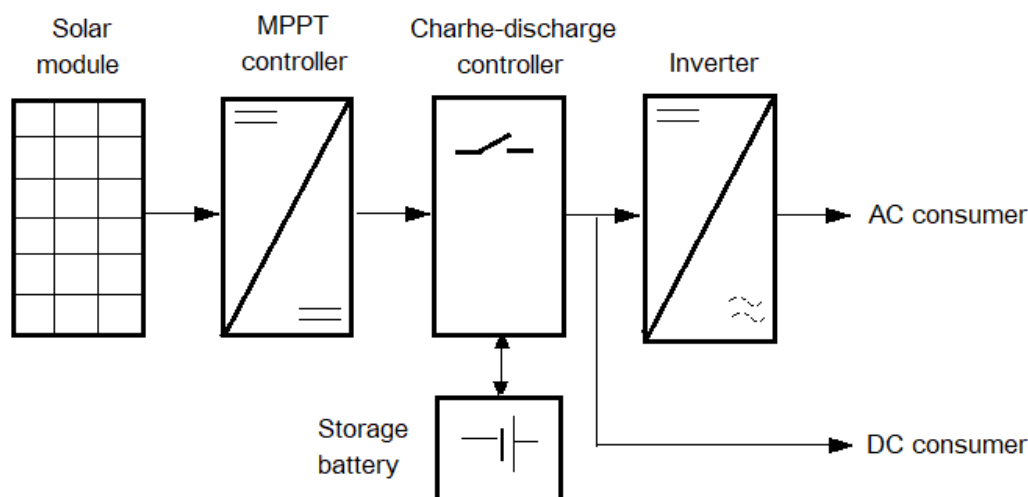 Solar
module
MPPT
controller
Charhe-discharge
controller
Inverter
AC consumer
Storage
battery
DC consumer